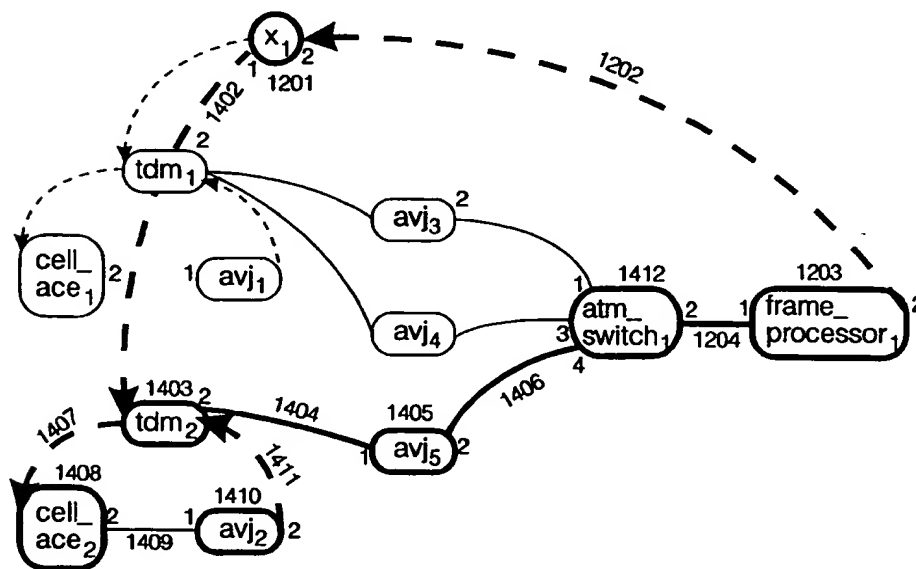 x1
1 2
1201
1202
1402
2
tdm1
2
avj3
cell_
ace1
2
1 avj1
1 1412
1203
atm_
switch1
2
1204
1 frame_
processor1
2
avj4
3
4
1406
1403 2
tdm2
1404
1405
1 avj5 2
1407
1411
1408
1410
cell_
ace2
2
1409
1 avj2 2